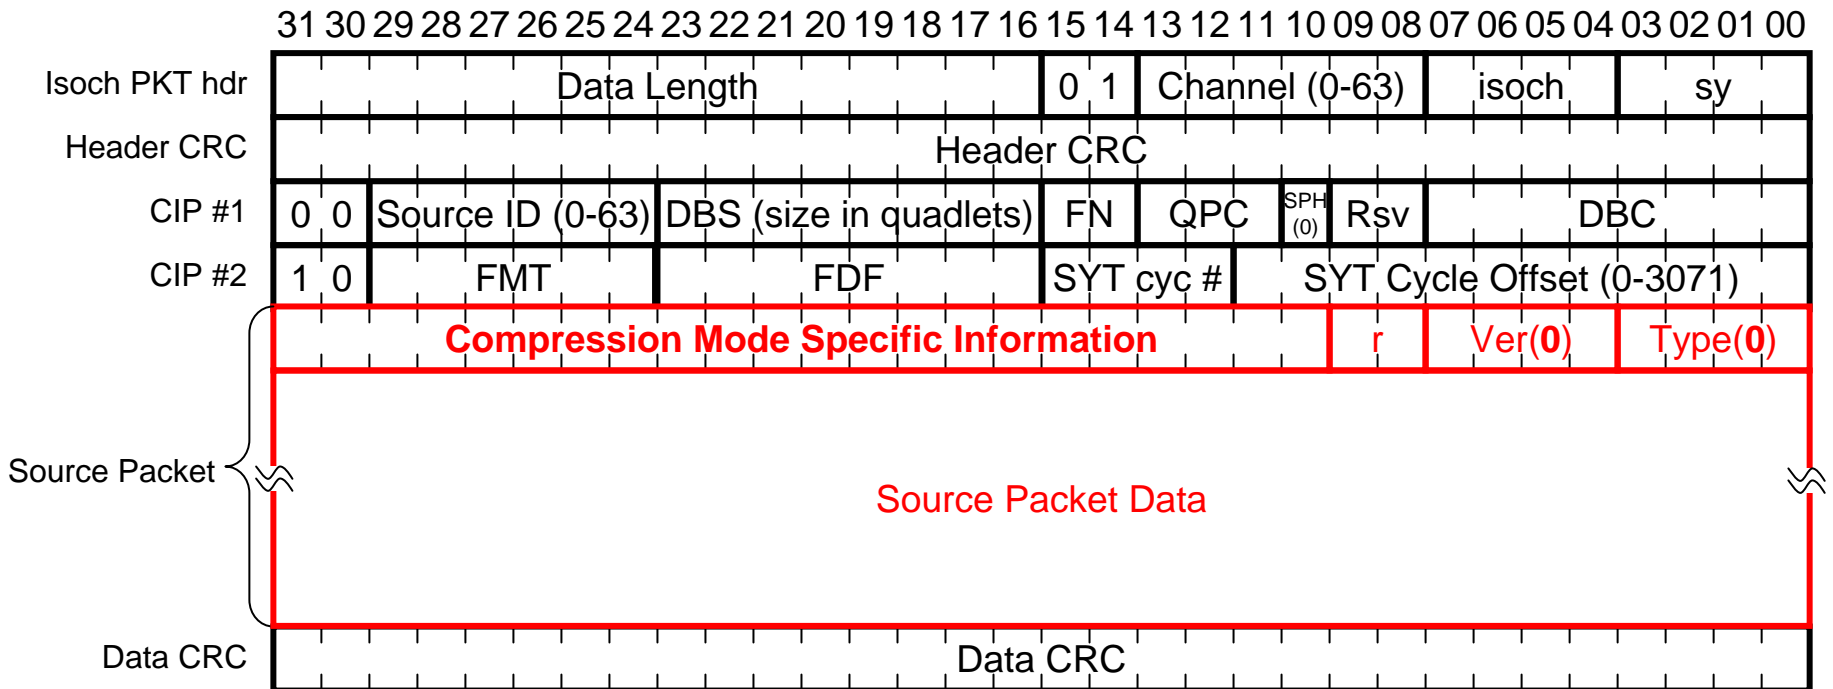 31 30 29 28 27 26 25 24 23 22 21 20 19 18 17 16 15 14 13 12 11 10 09 08 07 06 05 04 03 02 01 00
Isoch PKT hdr Data Length 0 1 Channel (0-63) isoch sy
Header CRC Header CRC
CIP #1 0 0 Source ID (0-63) DBS (size in quadlets) FN QPC SPH (0) Rsv DBC
CIP #2 1 0 FMT FDF SYT cyc # SYT Cycle Offset (0-3071)
Compression Mode Specific Information r Ver(0) Type(0)
Source Packet Source Packet Data
Data CRC Data CRC